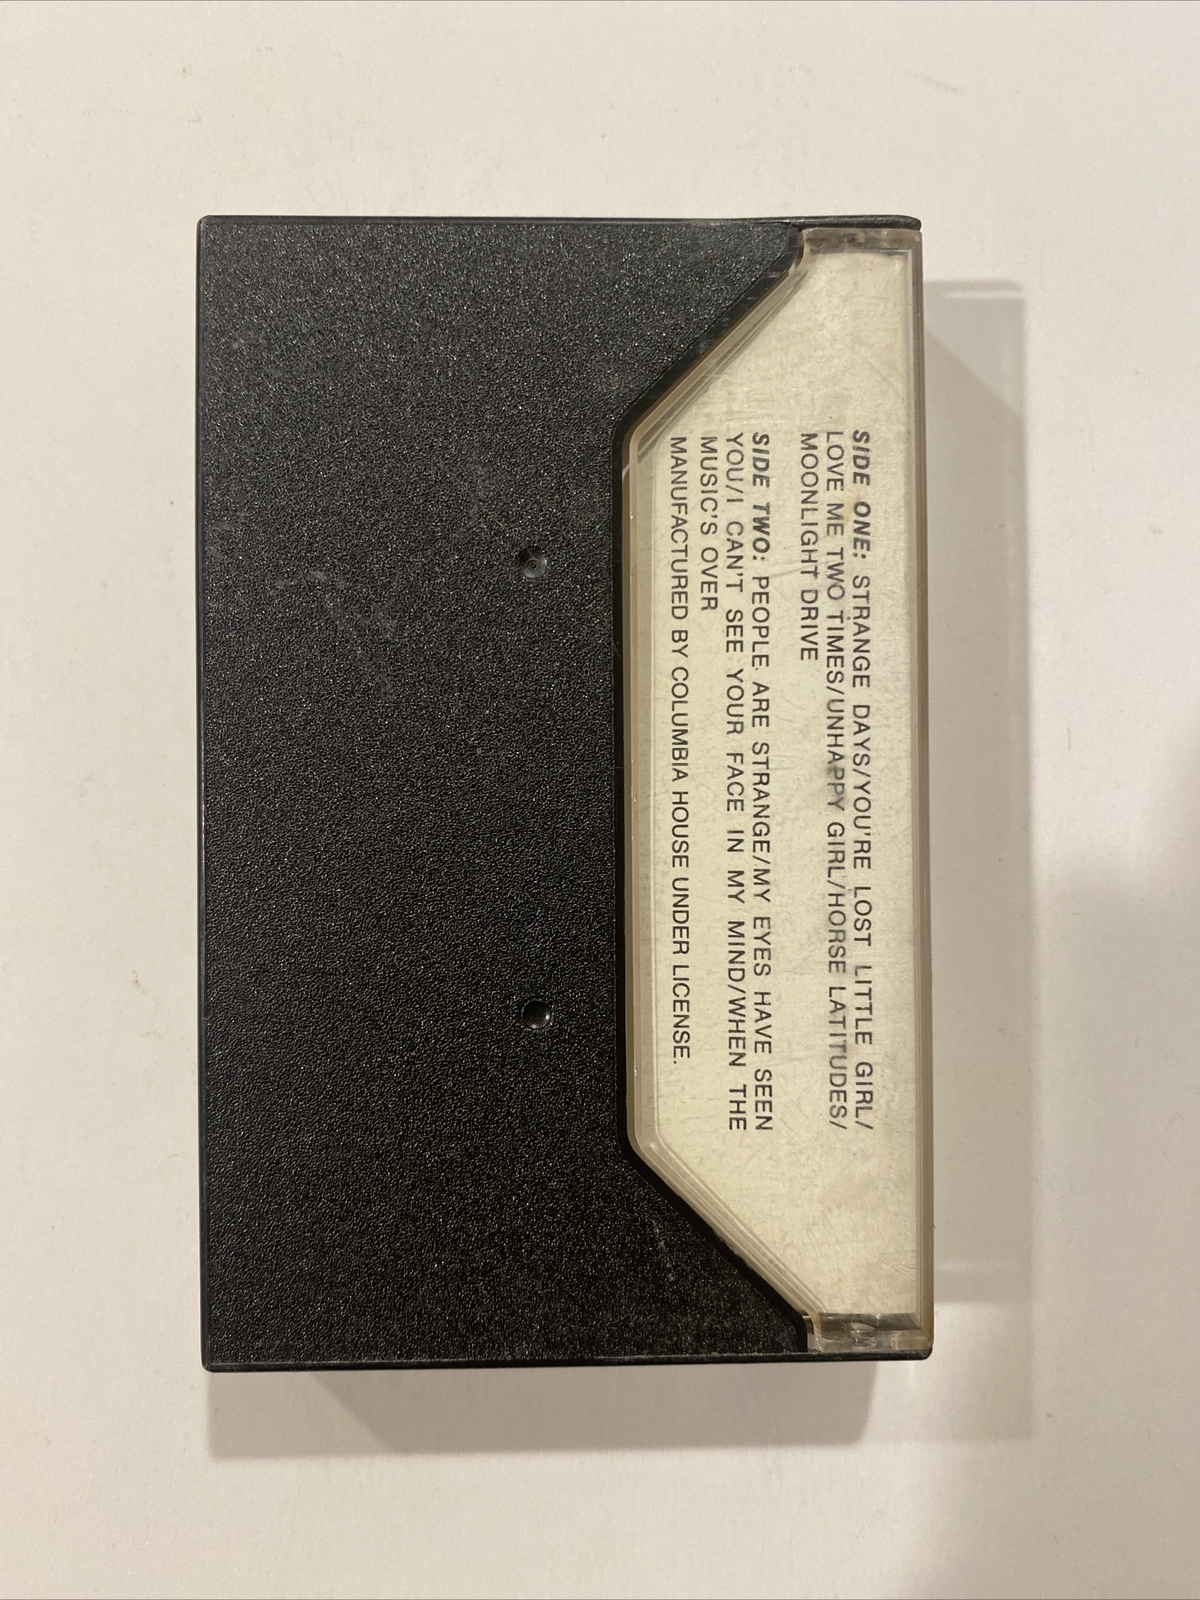 SIDE ONE: STRANGE DAYS/YOU'RE LOST LITTLE GIRL/
LOVE ME TWO TIMES/UNHAPPY GIRL/HORSE LATITUDES/
MOONLIGHT DRIVE
SIDE TWO: PEOPLE ARE STRANGE/MY EYES HAVE SEEN
YOU/I CAN'T SEE YOUR FACE IN MY MIND/WHEN THE
MUSIC'S OVER
MANUFACTURED BY COLUMBIA HOUSE UNDER LICENSE.